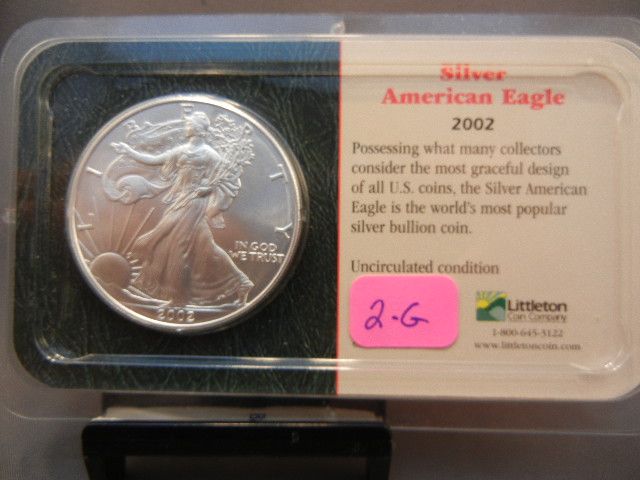 LIBERTY
IN GOD
WE TRUST
2002
Silver
American Eagle
2002
Possessing what many collectors
consider the most graceful design
of all U.S. coins, the Silver American
Eagle is the world's most popular
silver bullion coin.
Uncirculated condition
2-G
Littleton
Coin Company
1-800-645-3122
www.littletoncoin.com